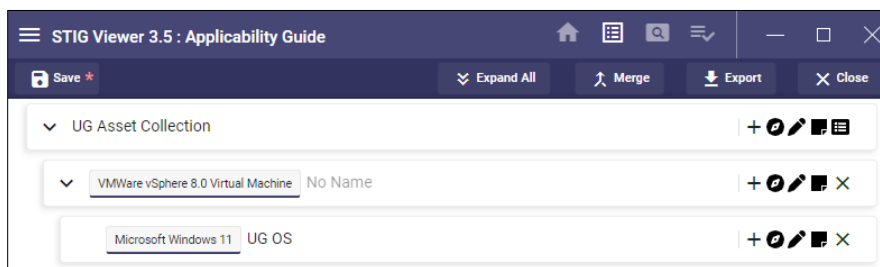 STIG Viewer 3.5 : Applicability Guide
Save * Expand All Merge Export Close
UG Asset Collection
VMWare vSphere 8.0 Virtual Machine No Name
Microsoft Windows 11 UG OS